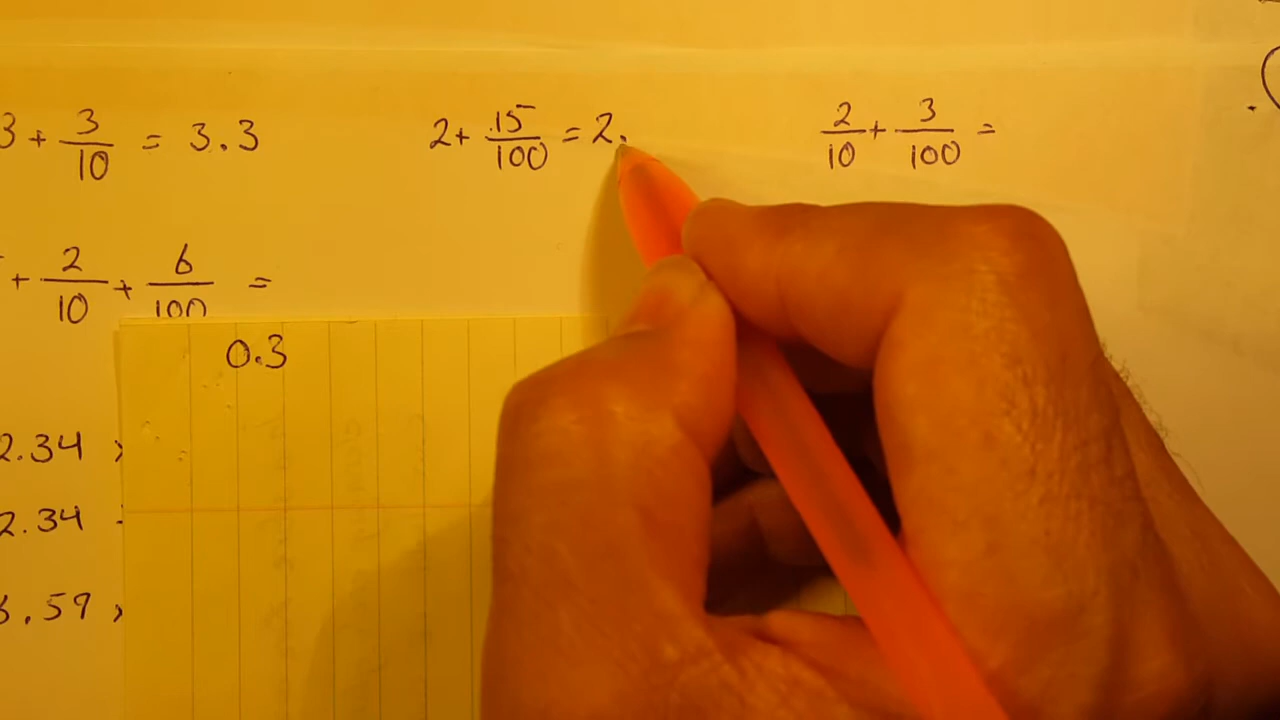 3 + 3/10 = 3.3 2 + 15/100 = 2. 2/10 + 3/100 =
+ 2/10 + 6/100 =
0.3
2.34 >
2.34
.59 >